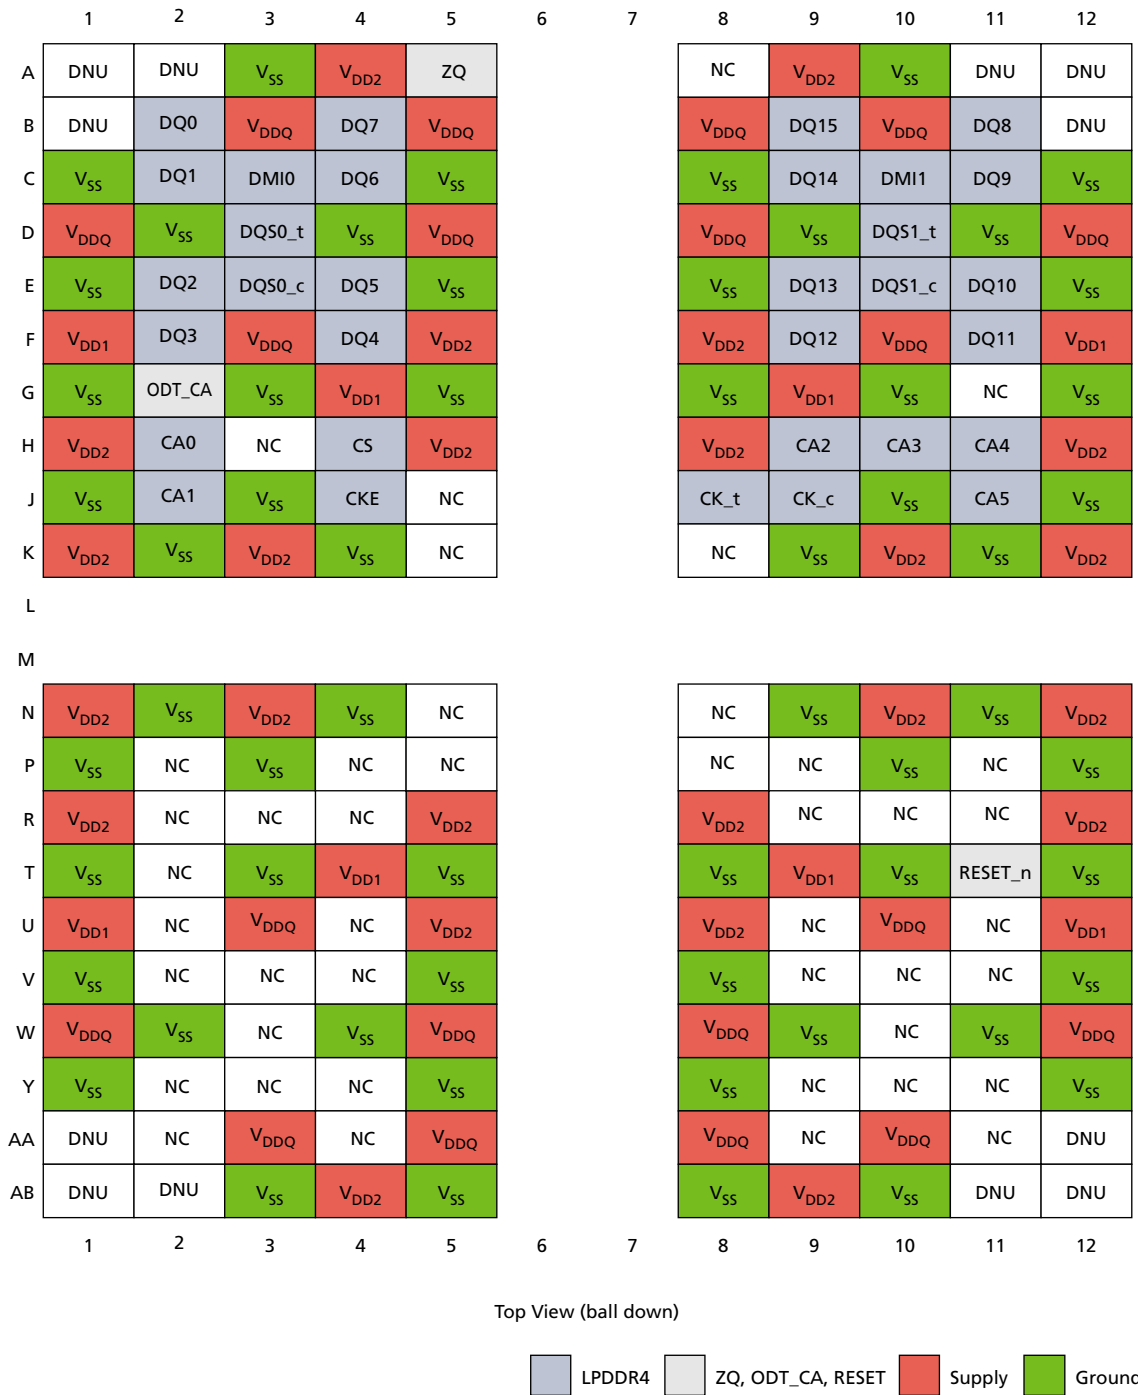 1 2 3 4 5 6 7 8 9 10 11 12
A DNU DNU VSS VDD2 ZQ NC VDD2 VSS DNU DNU
B DNU DQ0 VDDQ DQ7 VDDQ VDDQ DQ15 VDDQ DQ8 DNU
C VSS DQ1 DMI0 DQ6 VSS VSS DQ14 DMI1 DQ9 VSS
D VDDQ VSS DQS0_t VSS VDDQ VDDQ VSS DQS1_t VSS VDDQ
E VSS DQ2 DQS0_c DQ5 VSS VSS DQ13 DQS1_c DQ10 VSS
F VDD1 DQ3 VDDQ DQ4 VDD2 VDD2 DQ12 VDDQ DQ11 VDD1
G VSS ODT_CA VSS VDD1 VSS VSS VDD1 VSS NC VSS
H VDD2 CA0 NC CS VDD2 VDD2 CA2 CA3 CA4 VDD2
J VSS CA1 VSS CKE NC CK_t CK_c VSS CA5 VSS
K VDD2 VSS VDD2 VSS NC NC VSS VDD2 VSS VDD2
L
M
N VDD2 VSS VDD2 VSS NC NC VSS VDD2 VSS VDD2
P VSS NC VSS NC NC NC NC VSS NC VSS
R VDD2 NC NC NC VDD2 VDD2 NC NC NC VDD2
T VSS NC VSS VDD1 VSS VSS VDD1 VSS RESET_n VSS
U VDD1 NC VDDQ NC VDD2 VDD2 NC VDDQ NC VDD1
V VSS NC NC NC VSS VSS NC NC NC VSS
W VDDQ VSS NC VSS VDDQ VDDQ VSS NC VSS VDDQ
Y VSS NC NC NC VSS VSS NC NC NC VSS
AA DNU NC VDDQ NC VDDQ VDDQ NC VDDQ NC DNU
AB DNU DNU VSS VDD2 VSS VSS VDD2 VSS DNU DNU
1 2 3 4 5 6 7 8 9 10 11 12
Top View (ball down)
LPDDR4 ZQ, ODT_CA, RESET Supply Ground